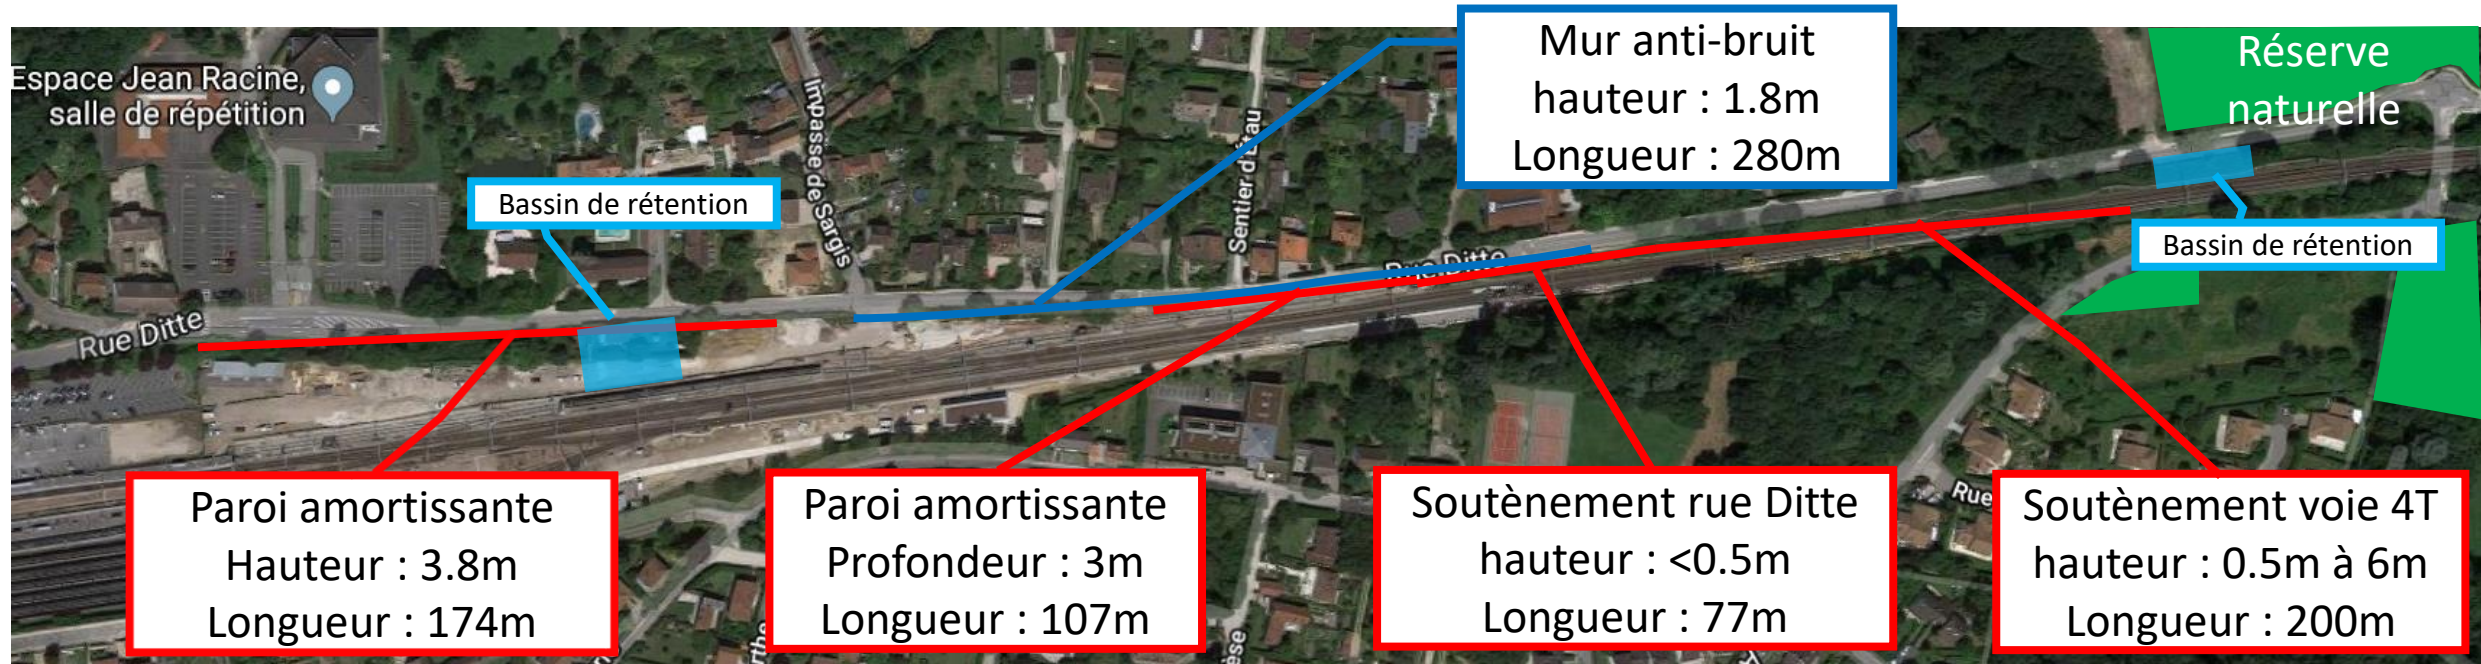 Mur anti-bruit
hauteur : 1.8m
Longueur : 280m
Réserve
naturelle
Espace Jean Racine,
salle de répétition
Impasse de Sargis
Sentier d'Étau
Bassin de rétention
Bassin de rétention
Rue Ditte
Rue Ditte
Paroi amortissante
Hauteur : 3.8m
Longueur : 174m
Paroi amortissante
Profondeur : 3m
Longueur : 107m
Soutènement rue Ditte
hauteur : <0.5m
Longueur : 77m
Rue
Soutènement voie 4T
hauteur : 0.5m à 6m
Longueur : 200m